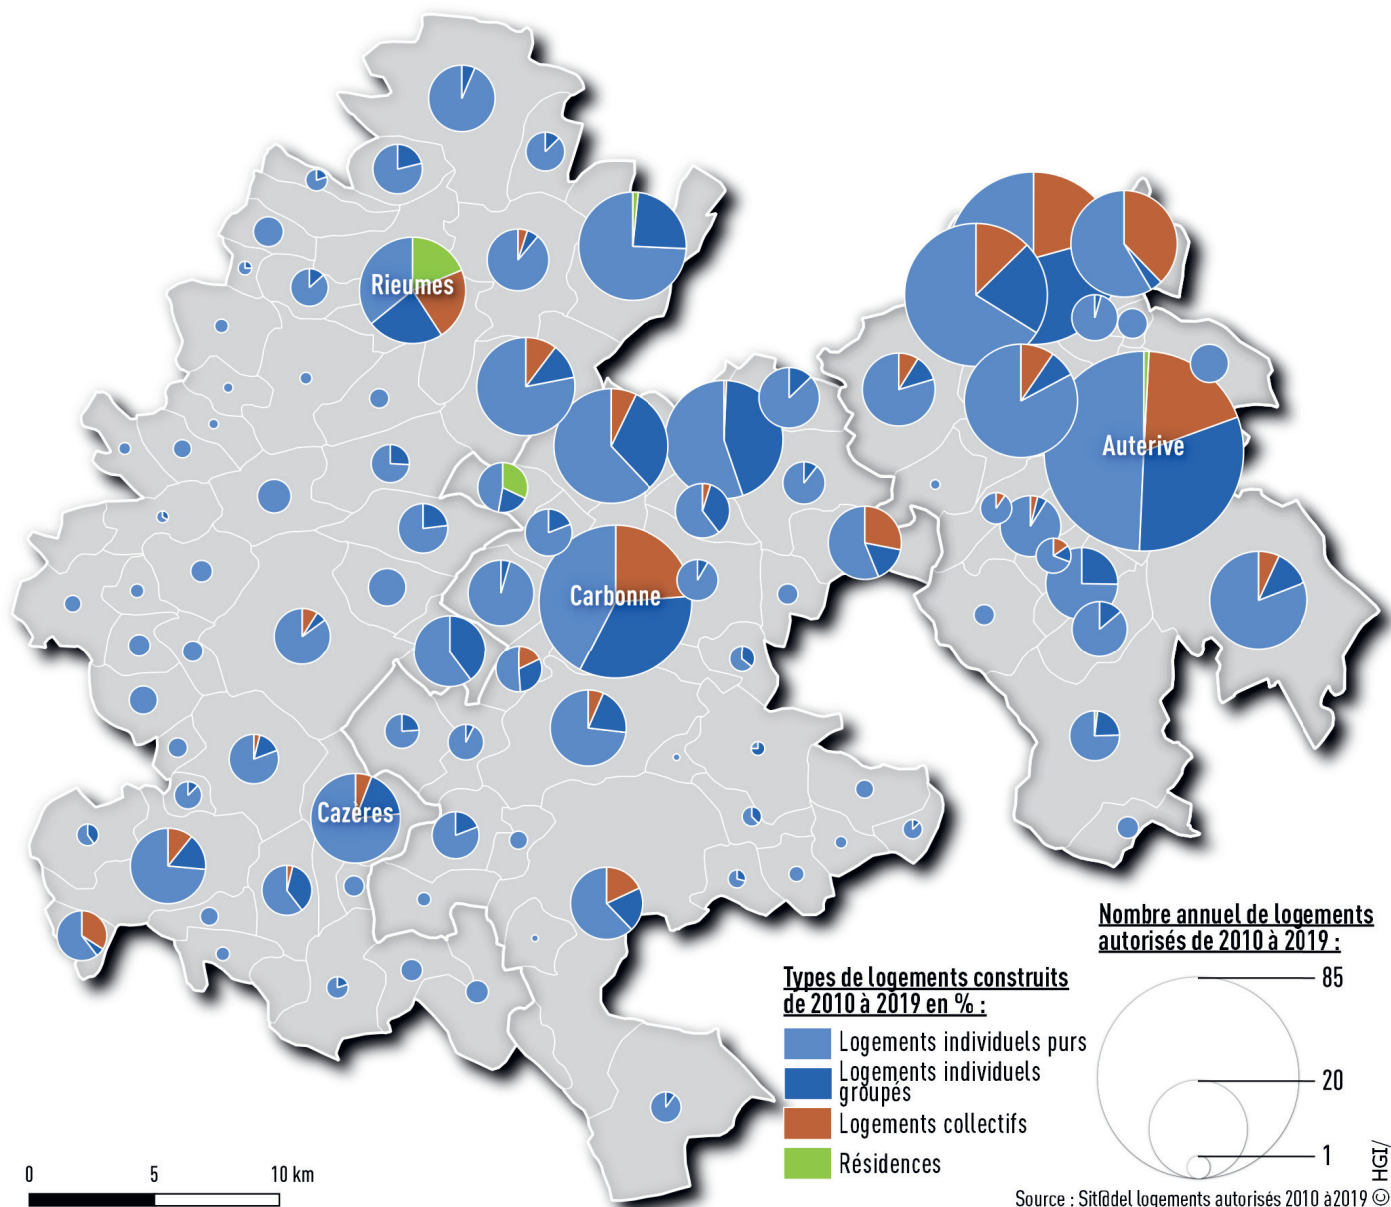 Rieumes
Auterive
Carbonne
Cazères
Nombre annuel de logements
autorisés de 2010 à 2019 :
85
20
1
Types de logements construits
de 2010 à 2019 en % :
Logements individuels purs
Logements individuels
groupés
Logements collectifs
Résidences
0 5 10 km
Source : Sit@del logements autorisés 2010 à2019 © HGI/